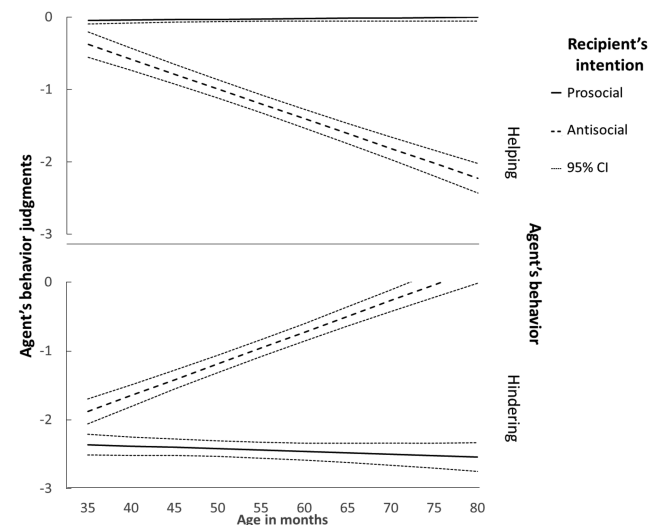 0
-1
-2
-3
0
-1
-2
-3
35 40 45 50 55 60 65 70 75 80
Age in months
Agent's behavior judgments
Helping
Hindering
Agent's behavior
Recipient's
intention
Prosocial
Antisocial
95% CI